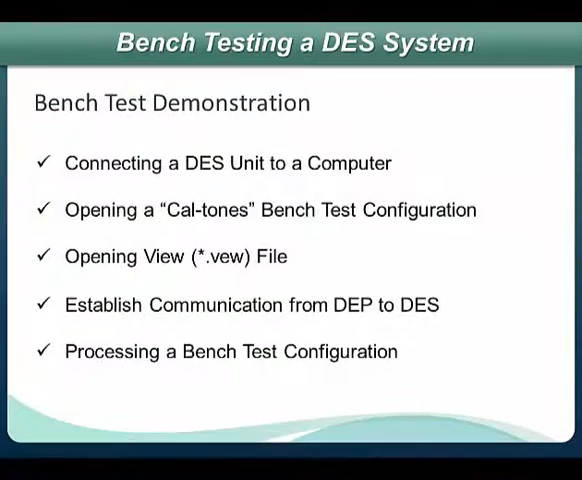 Bench Testing a DES System
Bench Test Demonstration
✓ Connecting a DES Unit to a Computer
✓ Opening a “Cal-tones” Bench Test Configuration
✓ Opening View (*.vew) File
✓ Establish Communication from DEP to DES
✓ Processing a Bench Test Configuration